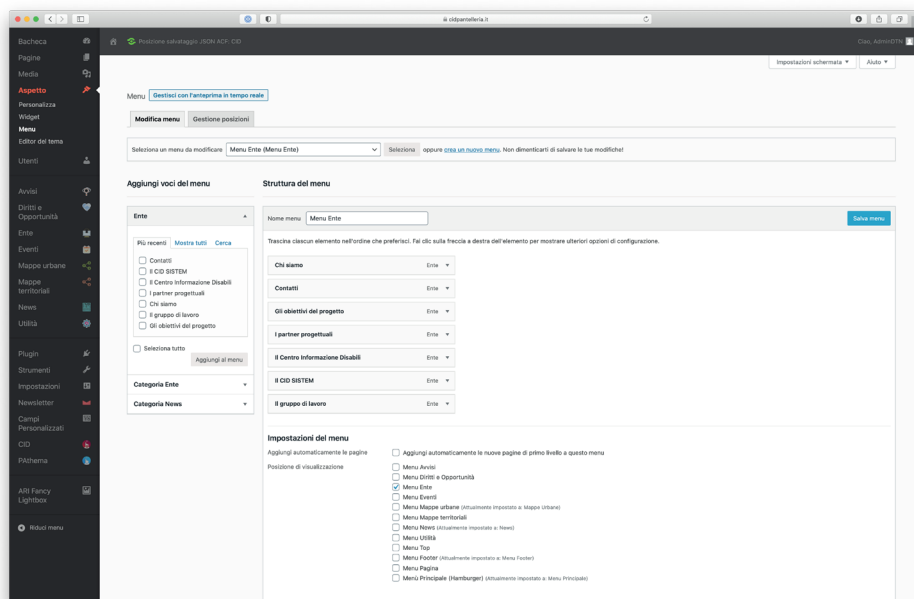 cidpantelleria.it
Bacheca
Pagine
Media
Aspetto
Personalizza
Widget
Menu
Editor del tema
Utenti
Avvisi
Diritti e
Opportunità
Ente
Eventi
Mappe urbane
Mappe
territoriali
News
Utilità
Plugin
Strumenti
Impostazioni
Newsletter
Campi
Personalizzati
CID
PAthema
ARI Fancy
Lightbox
Riduci menu
Posizione salvataggio JSON ACF: CID
Ciao, AdminDTN
Impostazioni schermata
Aiuto
Menu Gestisci con l'anteprima in tempo reale
Modifica menu Gestione posizioni
Seleziona un menu da modificare Menu Ente (Menu Ente) Seleziona oppure crea un nuovo menu. Non dimenticarti di salvare le tue modifiche!
Aggiungi voci del menu
Ente
Più recenti Mostra tutti Cerca
Contatti
Il CID SISTEM
Il Centro Informazione Disabili
I partner progettuali
Chi siamo
Il gruppo di lavoro
Gli obiettivi del progetto
Seleziona tutto
Aggiungi al menu
Categoria Ente
Categoria News
Struttura del menu
Nome menu Menu Ente Salva menu
Trascina ciascun elemento nell'ordine che preferisci. Fai clic sulla freccia a destra dell'elemento per mostrare ulteriori opzioni di configurazione.
Chi siamo Ente
Contatti Ente
Gli obiettivi del progetto Ente
I partner progettuali Ente
Il Centro Informazione Disabili Ente
Il CID SISTEM Ente
Il gruppo di lavoro Ente
Impostazioni del menu
Aggiungi automaticamente le pagine Aggiungi automaticamente le nuove pagine di primo livello a questo menu
Posizione di visualizzazione Menu Avvisi
Menu Diritti e Opportunità
Menu Ente
Menu Eventi
Menu Mappe urbane (Attualmente impostato a: Mappe Urbane)
Menu Mappe territoriali
Menu News (Attualmente impostato a: News)
Menu Utilità
Menu Top
Menu Footer (Attualmente impostato a: Menu Footer)
Menu Pagina
Menù Principale (Hamburger) (Attualmente impostato a: Menu Principale)